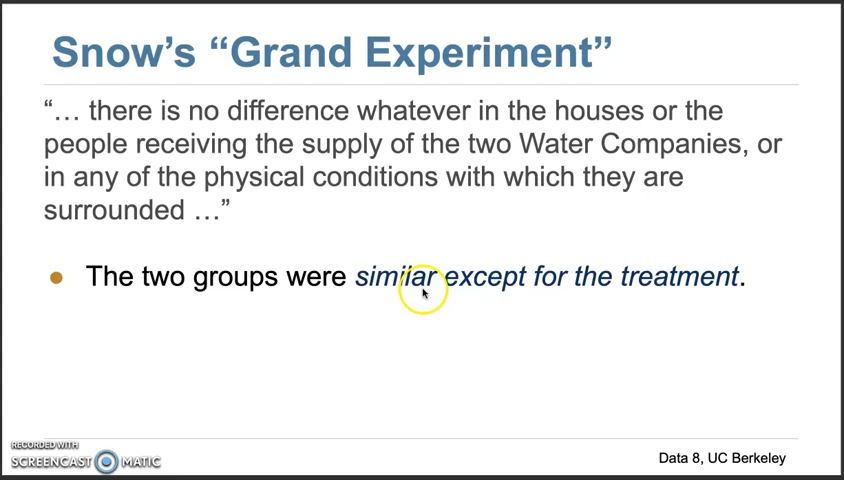 Snow’s “Grand Experiment”
“… there is no difference whatever in the houses or the
people receiving the supply of the two Water Companies, or
in any of the physical conditions with which they are
surrounded …”
● The two groups were similar except for the treatment.
RECORDED WITH
SCREENCAST MATIC
Data 8, UC Berkeley